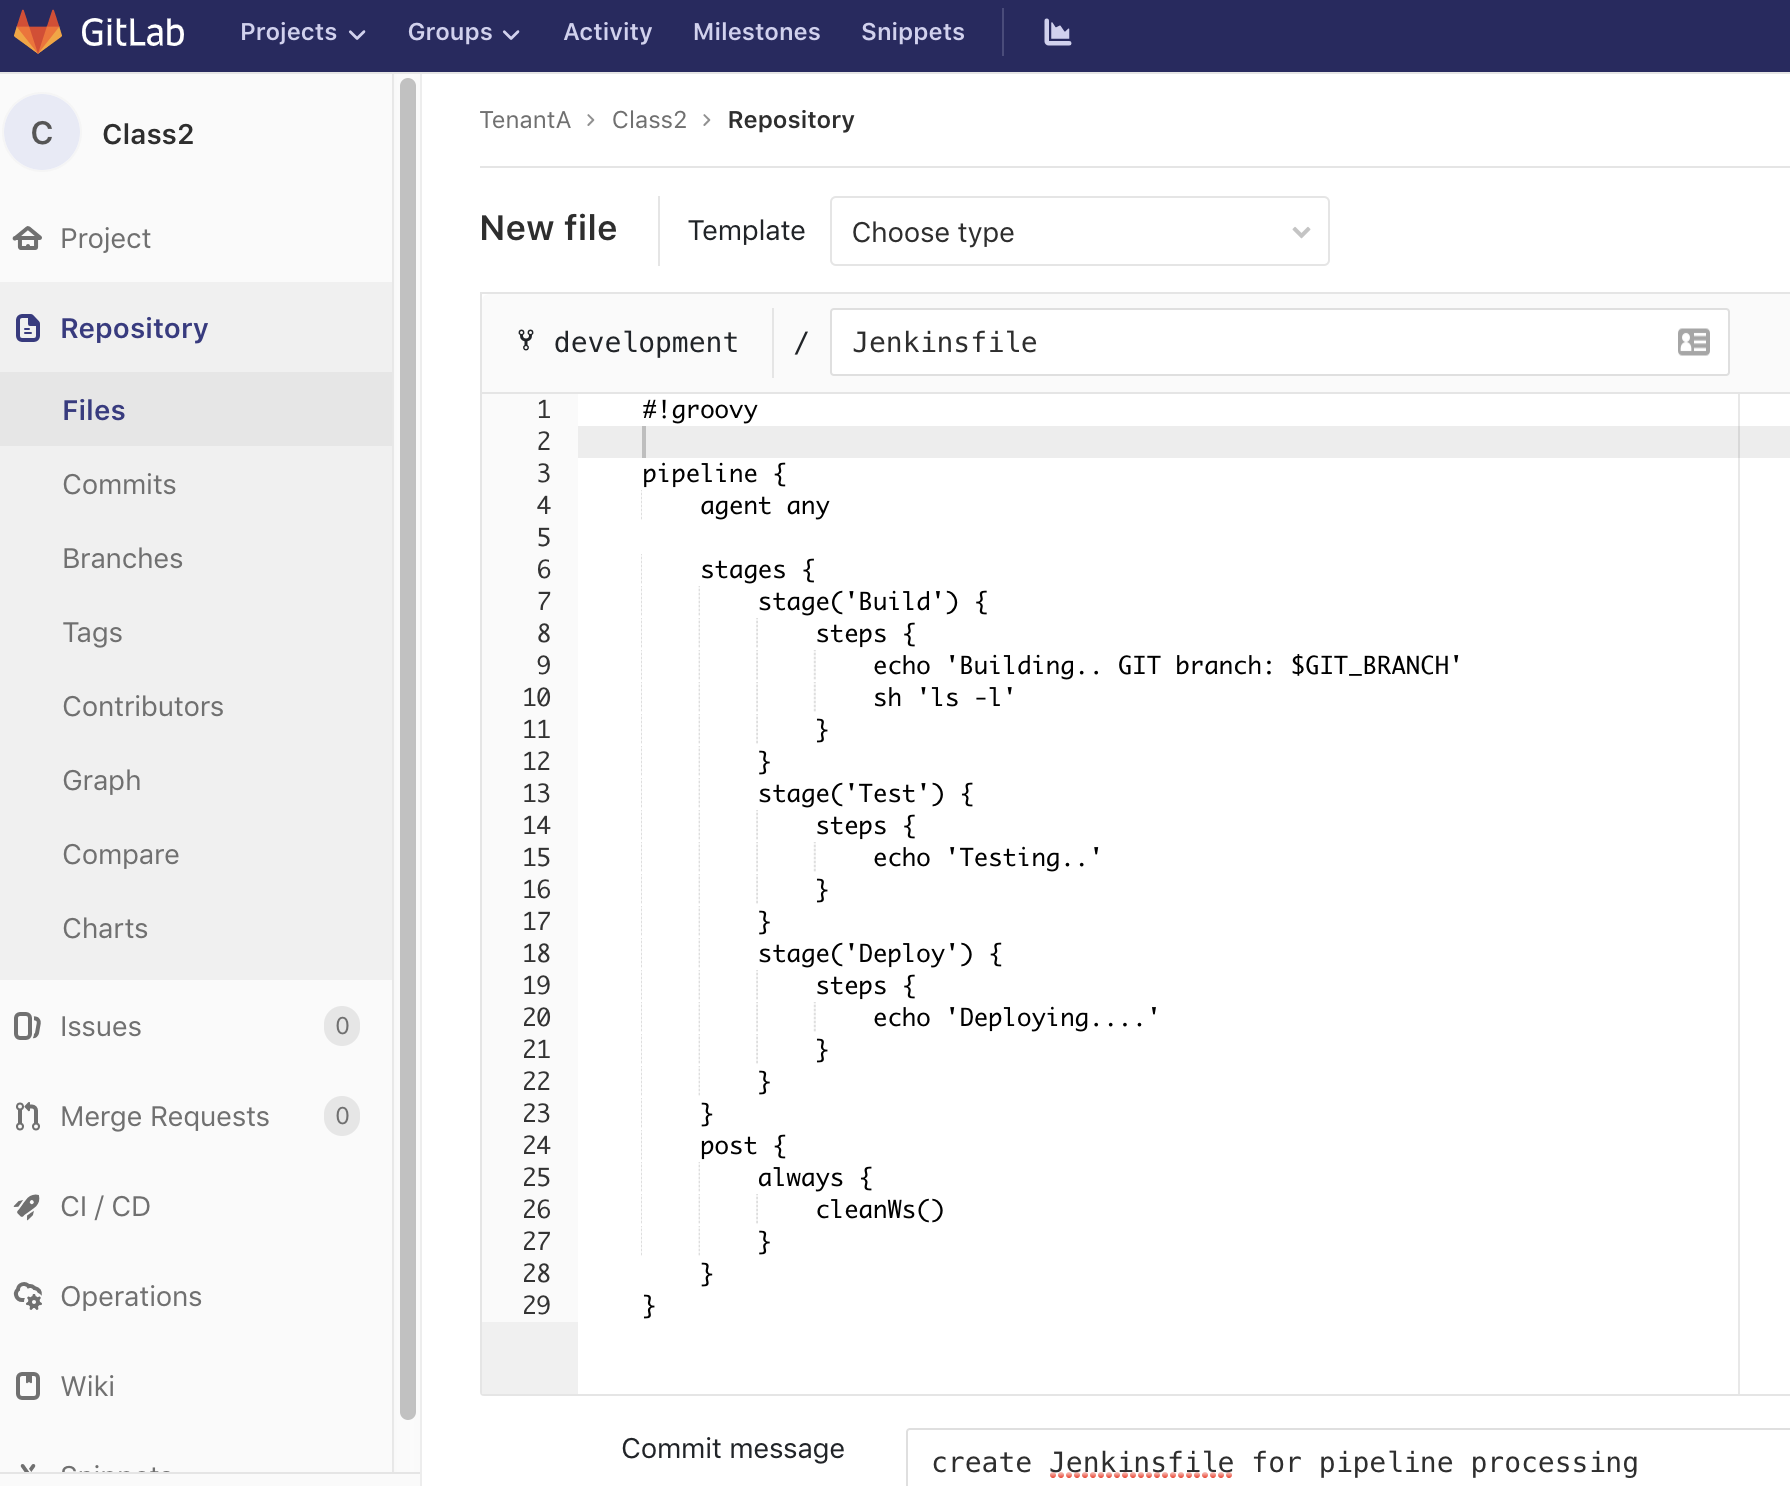 GitLab Projects Groups Activity Milestones Snippets
C Class2
Project
Repository
Files
Commits
Branches
Tags
Contributors
Graph
Compare
Charts
Issues 0
Merge Requests 0
CI / CD
Operations
Wiki
Snippets
TenantA > Class2 > Repository
New file Template Choose type
development / Jenkinsfile
1 #!groovy
2
3 pipeline {
4     agent any
5
6     stages {
7         stage('Build') {
8             steps {
9                 echo 'Building.. GIT branch: $GIT_BRANCH'
10                 sh 'ls -l'
11             }
12         }
13         stage('Test') {
14             steps {
15                 echo 'Testing..'
16             }
17         }
18         stage('Deploy') {
19             steps {
20                 echo 'Deploying....'
21             }
22         }
23     }
24     post {
25         always {
26             cleanWs()
27         }
28     }
29 }
Commit message create Jenkinsfile for pipeline processing